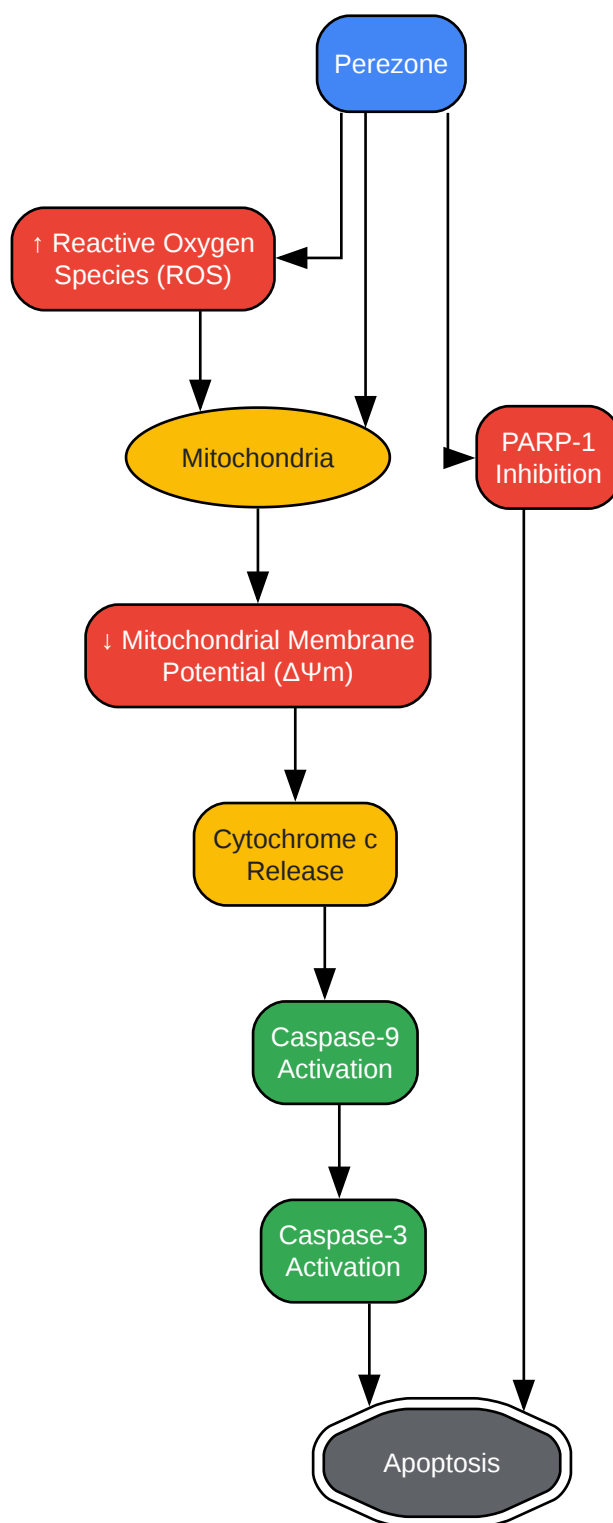 Perezone
↑ Reactive Oxygen
Species (ROS)
Mitochondria
PARP-1
Inhibition
↓ Mitochondrial Membrane
Potential (ΔΨm)
Cytochrome c
Release
Caspase-9
Activation
Caspase-3
Activation
Apoptosis